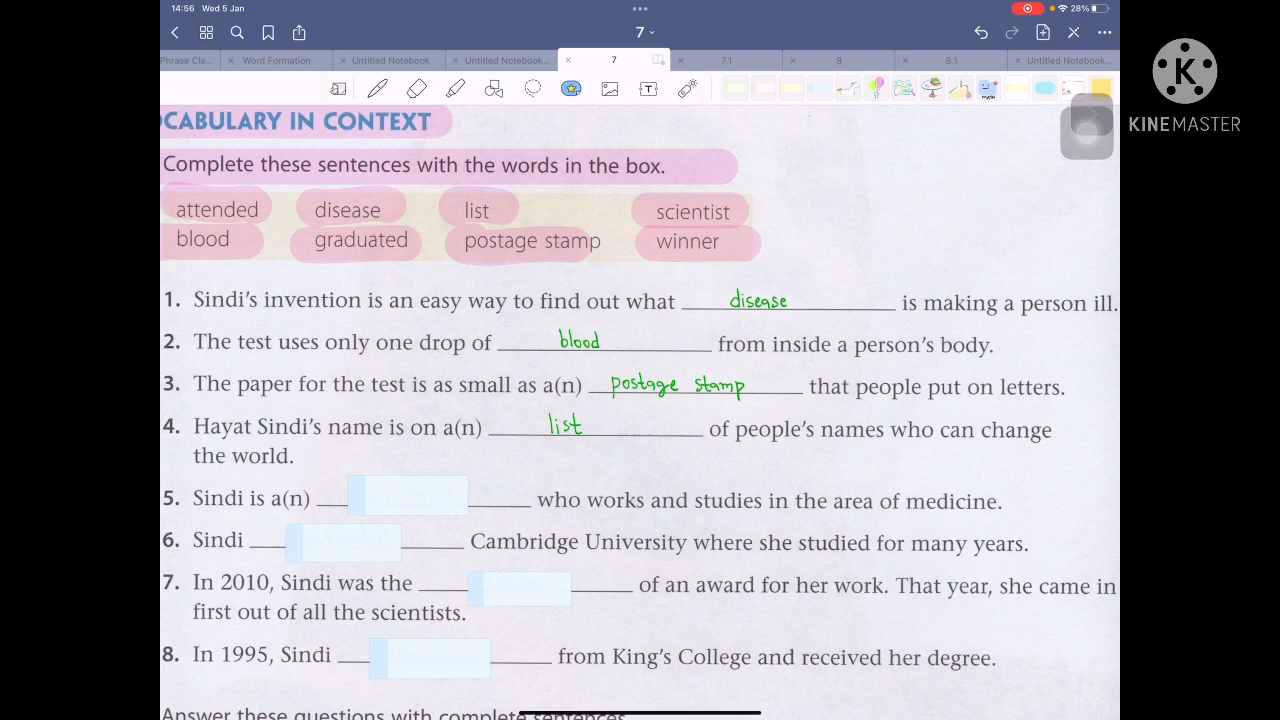 14:56 Wed 5 Jan
28%
7
Phrase Cla...
Word Formation
Untitled Notebook
Untitled Notebook...
7
7.1
8
8.1
Untitled Notebook...
KINEMASTER
OCABULARY IN CONTEXT
Complete these sentences with the words in the box.
attended disease list scientist
blood graduated postage stamp winner
1. Sindi's invention is an easy way to find out what disease is making a person ill.
2. The test uses only one drop of blood from inside a person's body.
3. The paper for the test is as small as a(n) postage stamp that people put on letters.
4. Hayat Sindi's name is on a(n) list of people's names who can change
the world.
5. Sindi is a(n) ____ who works and studies in the area of medicine.
6. Sindi ____ Cambridge University where she studied for many years.
7. In 2010, Sindi was the ____ of an award for her work. That year, she came in
first out of all the scientists.
8. In 1995, Sindi ____ from King's College and received her degree.
Answer these questions with complete sentences.